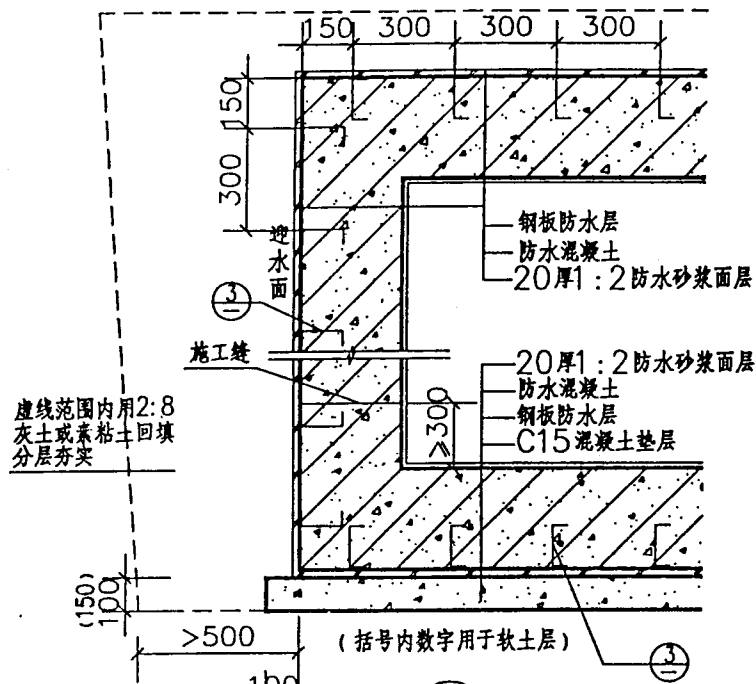 150 300 300 300
150
300
迎水面
钢板防水层
防水混凝土
20厚1:2防水砂浆面层
3
施工缝
20厚1:2防水砂浆面层
防水混凝土
钢板防水层
C15混凝土垫层
≥300
虚线范围内用2:8
灰土或素粘土回填
分层夯实
(150)
100
>500
(括号内数字用于软土层)
3